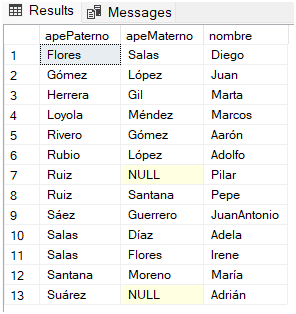 Results Messages
apePaterno apeMaterno nombre
1 Flores Salas Diego
2 Gómez López Juan
3 Herrera Gil Marta
4 Loyola Méndez Marcos
5 Rivero Gómez Aarón
6 Rubio López Adolfo
7 Ruiz NULL Pilar
8 Ruiz Santana Pepe
9 Sáez Guerrero JuanAntonio
10 Salas Díaz Adela
11 Salas Flores Irene
12 Santana Moreno María
13 Suárez NULL Adrián